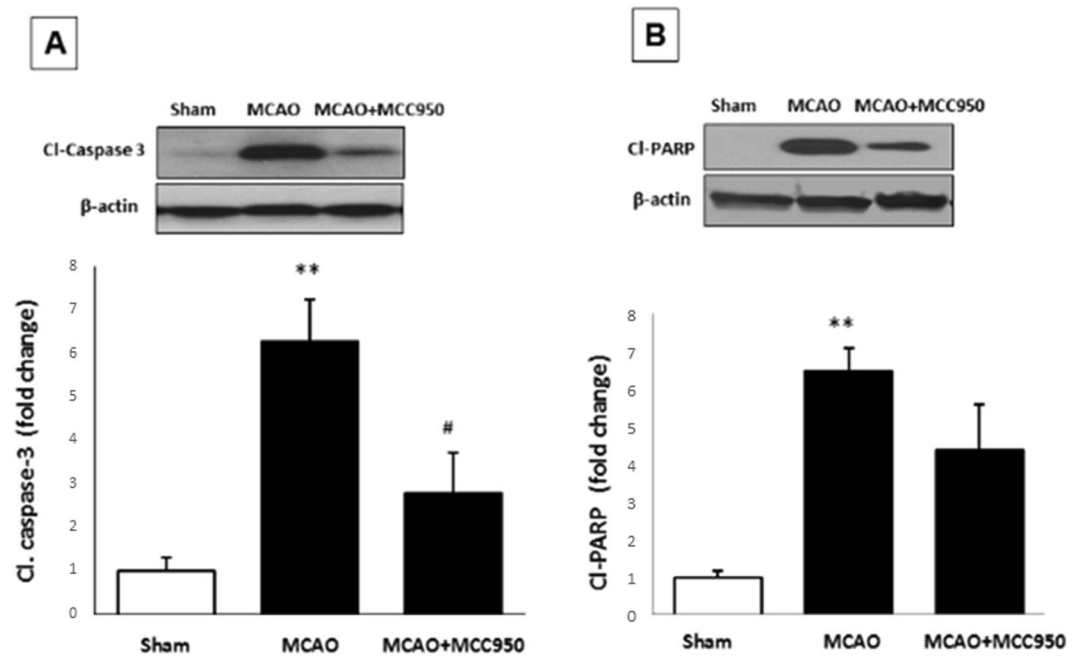 A
Sham MCAO MCAO+MCC950
Cl-Caspase 3
β-actin
Cl. caspase-3 (fold change)
8
7
6
5
4
3
2
1
0
**
#
Sham MCAO MCAO+MCC950
B
Sham MCAO MCAO+MCC950
Cl-PARP
β-actin
Cl-PARP (fold change)
8
7
6
5
4
3
2
1
0
**
Sham MCAO MCAO+MCC950